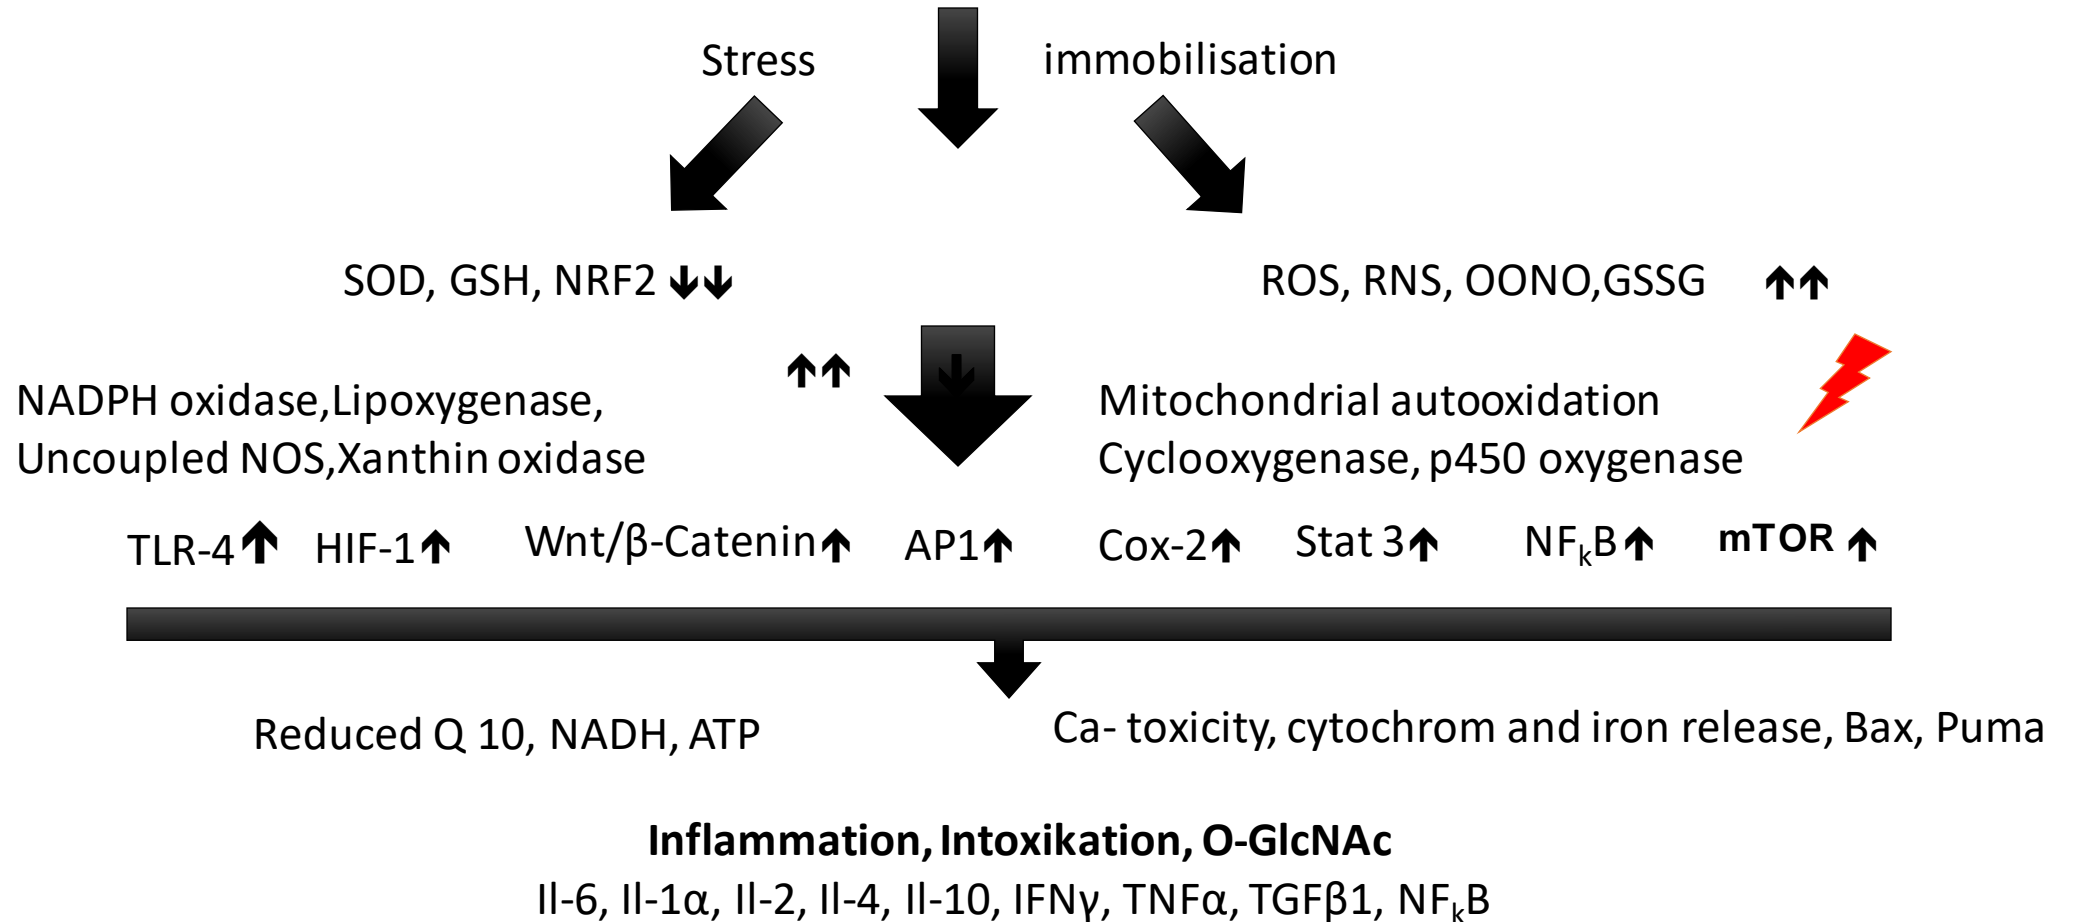 Stress immobilisation
SOD, GSH, NRF2 🡳🡳
ROS, RNS, OONO,GSSG 🡱🡱
🡱🡱 🡳
NADPH oxidase,Lipoxygenase,
Uncoupled NOS,Xanthin oxidase
Mitochondrial autooxidation
Cyclooxygenase, p450 oxygenase
TLR-4🡱 HIF-1🡱 Wnt/β-Catenin🡱 AP1🡱 Cox-2🡱 Stat 3🡱 NFkB🡱 mTOR 🡱
Reduced Q 10, NADH, ATP
Ca- toxicity, cytochrom and iron release, Bax, Puma
Inflammation, Intoxikation, O-GlcNAc
Il-6, Il-1α, Il-2, Il-4, Il-10, IFNγ, TNFα, TGFβ1, NFkB